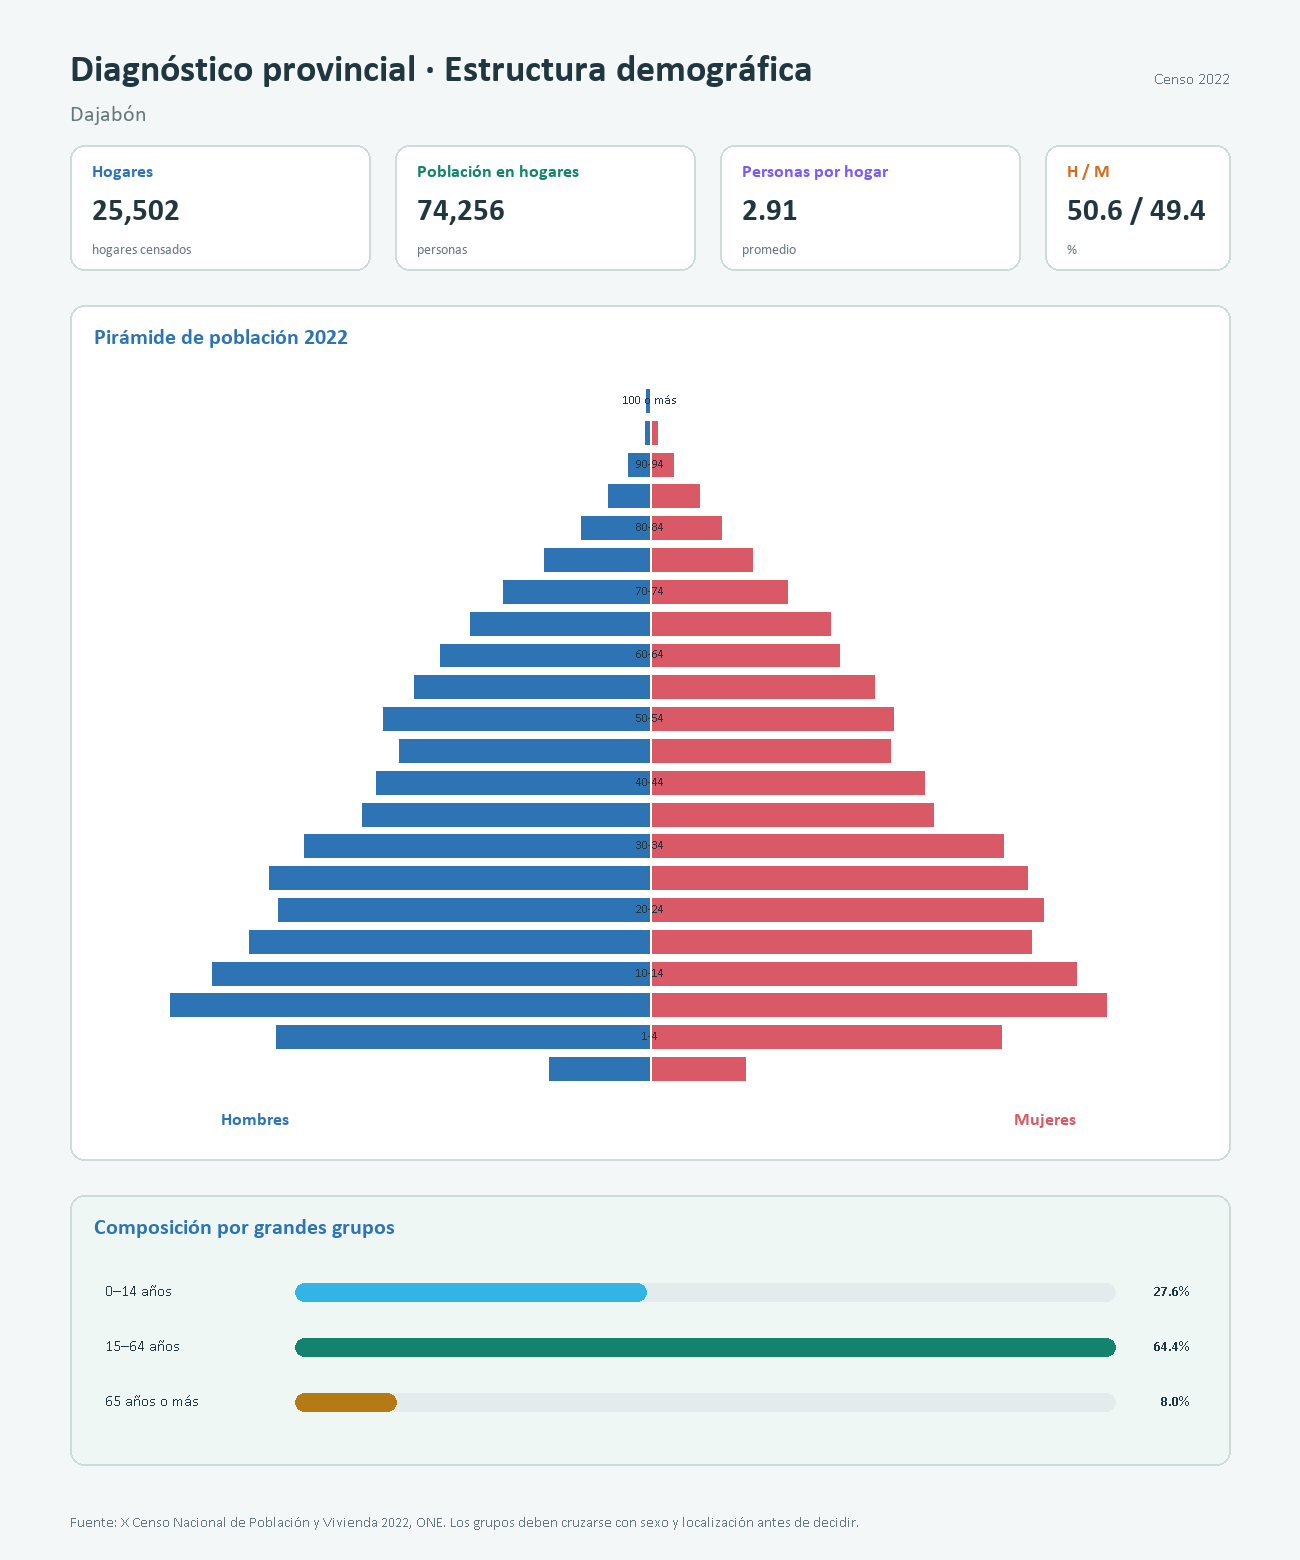 Diagnóstico provincial · Estructura demográfica
Censo 2022
Dajabón
Hogares
25,502
hogares censados
Población en hogares
74,256
personas
Personas por hogar
2.91
promedio
H / M
50.6 / 49.4
%
Pirámide de población 2022
100 o más
90-94
80-84
70-74
60-64
50-54
40-44
30-34
20-24
10-14
1-4
Hombres
Mujeres
Composición por grandes grupos
0–14 años
27.6%
15–64 años
64.4%
65 años o más
8.0%
Fuente: X Censo Nacional de Población y Vivienda 2022, ONE. Los grupos deben cruzarse con sexo y localización antes de decidir.